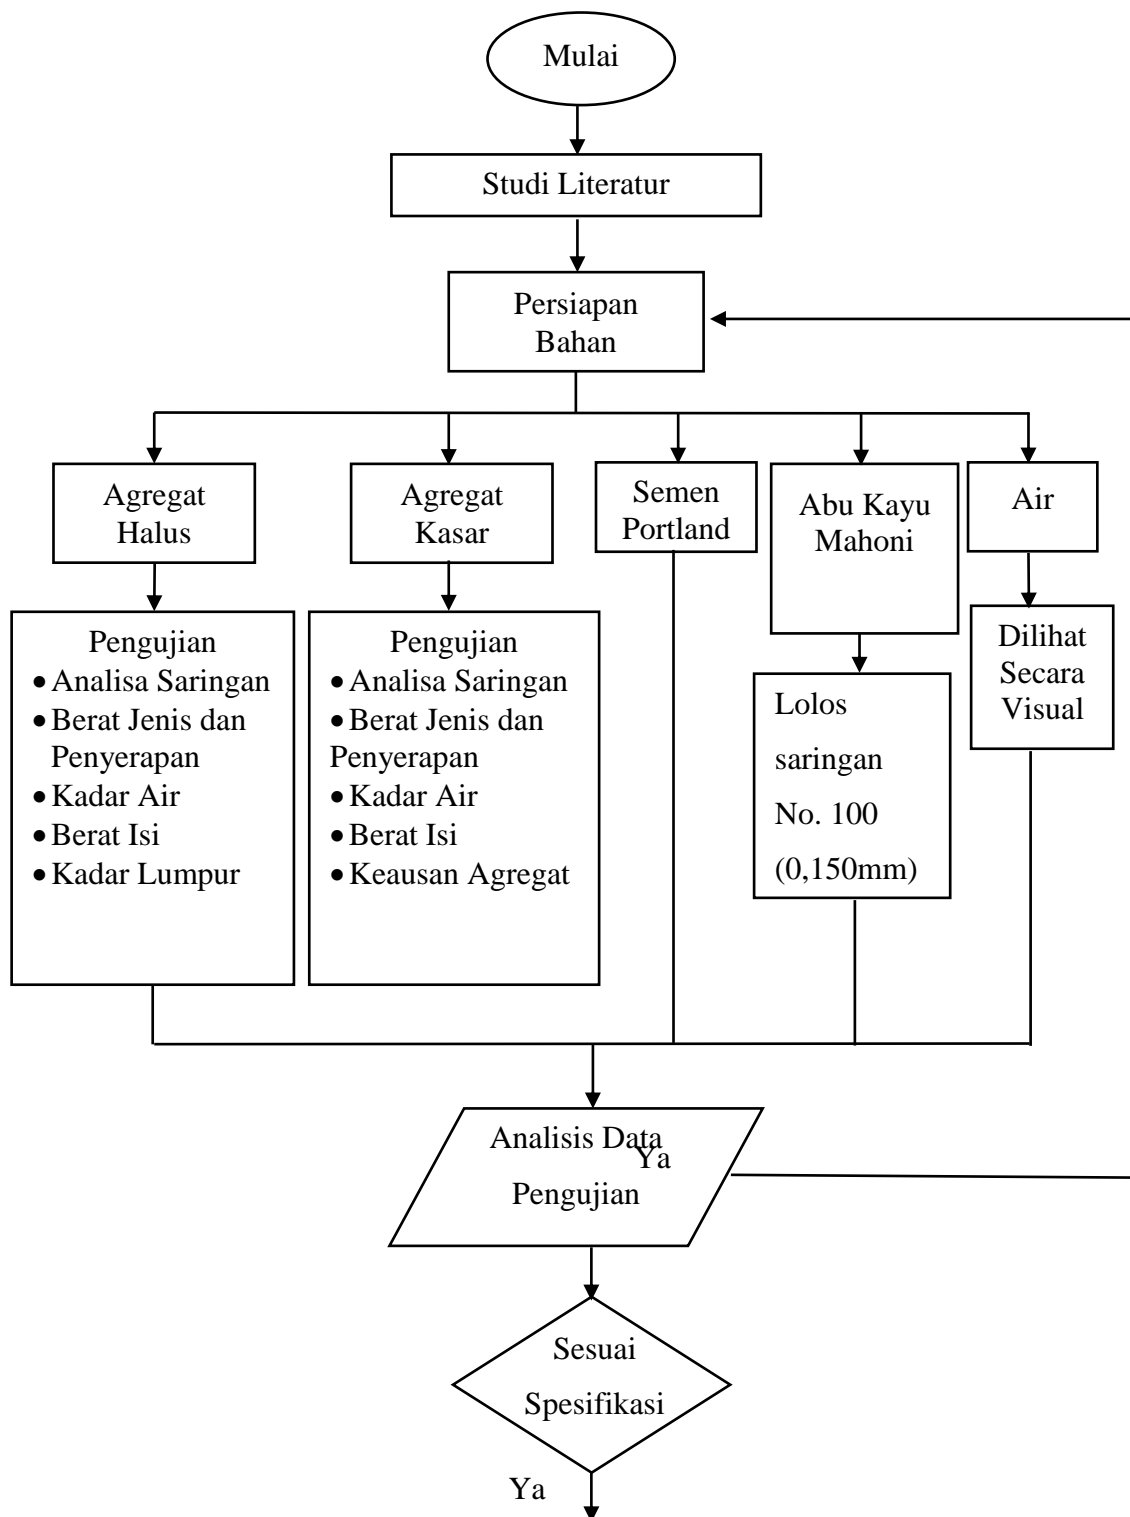 Mulai
Studi Literatur
Persiapan
Bahan
Agregat
Halus
Agregat
Kasar
Semen
Portland
Abu Kayu
Mahoni
Air
Pengujian
• Analisa Saringan
• Berat Jenis dan
Penyerapan
• Kadar Air
• Berat Isi
• Kadar Lumpur
Pengujian
• Analisa Saringan
• Berat Jenis dan
Penyerapan
• Kadar Air
• Berat Isi
• Keausan Agregat
Lolos
saringan
No. 100
(0,150mm)
Dilihat
Secara
Visual
Analisis Data
Ya
Pengujian
Sesuai
Spesifikasi
Ya